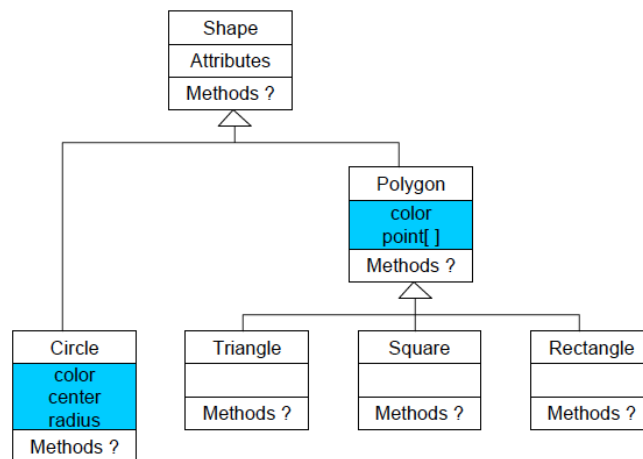 Shape
Attributes
Methods ?
Polygon
color
point[ ]
Methods ?
Circle
color
center
radius
Methods ?
Triangle
Methods ?
Square
Methods ?
Rectangle
Methods ?